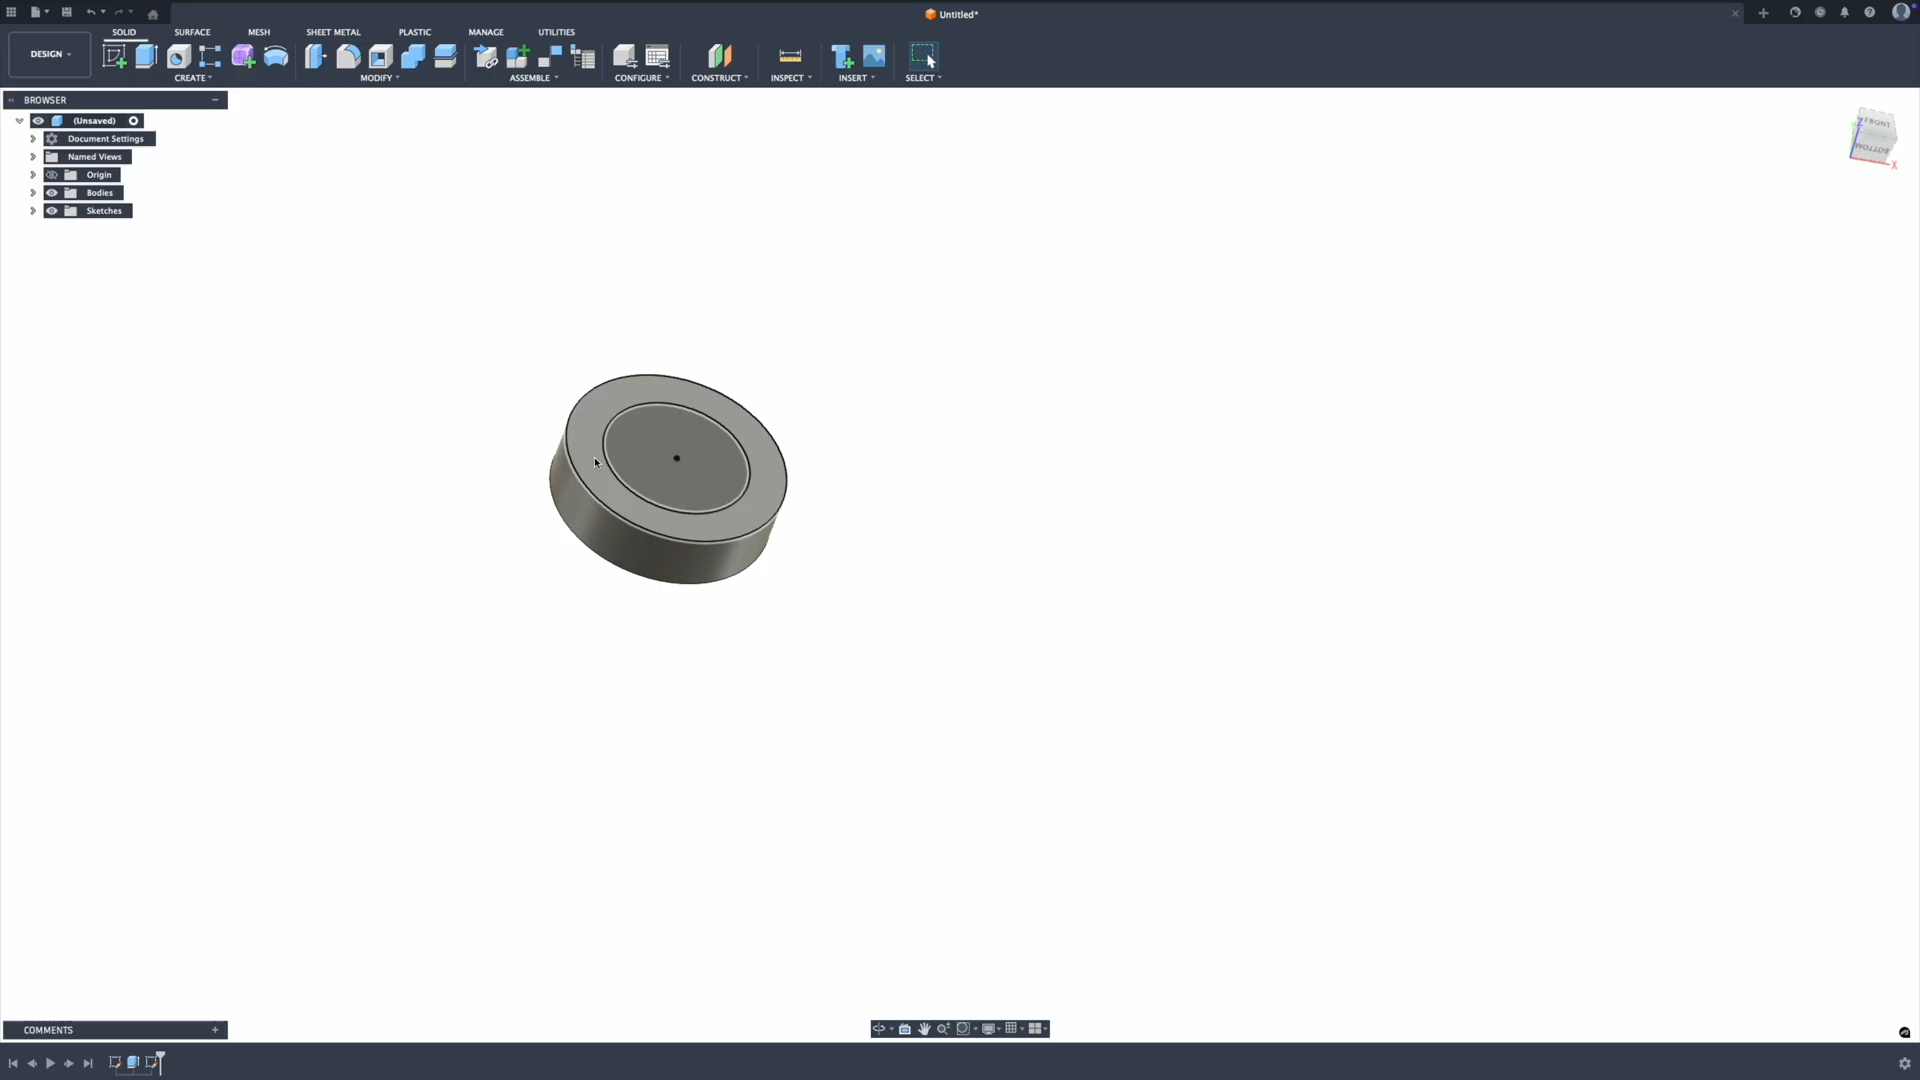 Untitled*
SOLID SURFACE MESH SHEET METAL PLASTIC MANAGE UTILITIES
DESIGN
CREATE MODIFY ASSEMBLE CONFIGURE CONSTRUCT INSPECT INSERT SELECT
BROWSER
(Unsaved)
Document Settings
Named Views
Origin
Bodies
Sketches
FRONT
BOTTOM
Z
X
COMMENTS